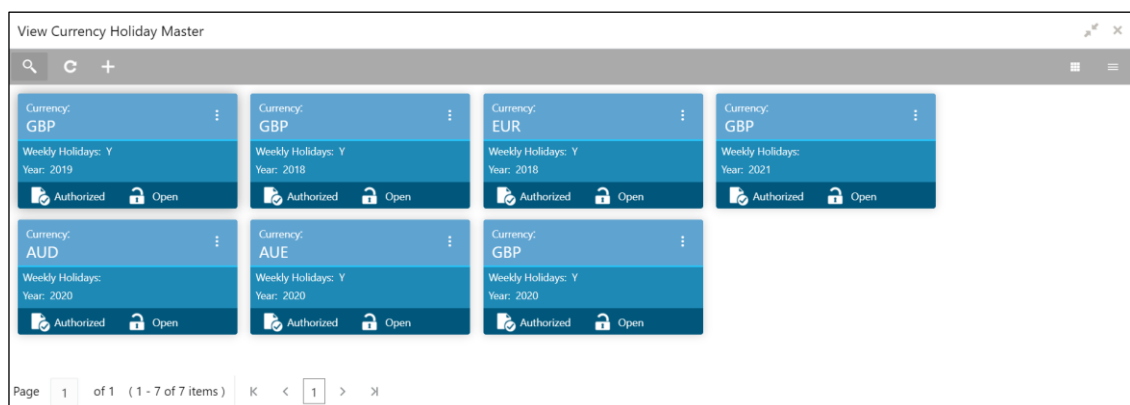 View Currency Holiday Master
Currency:
GBP
Weekly Holidays: Y
Year: 2019
Authorized Open
Currency:
GBP
Weekly Holidays: Y
Year: 2018
Authorized Open
Currency:
EUR
Weekly Holidays: Y
Year: 2018
Authorized Open
Currency:
GBP
Weekly Holidays:
Year: 2021
Authorized Open
Currency:
AUD
Weekly Holidays:
Year: 2020
Authorized Open
Currency:
AUE
Weekly Holidays: Y
Year: 2020
Authorized Open
Currency:
GBP
Weekly Holidays: Y
Year: 2020
Authorized Open
Page 1 of 1 ( 1 - 7 of 7 items ) 1